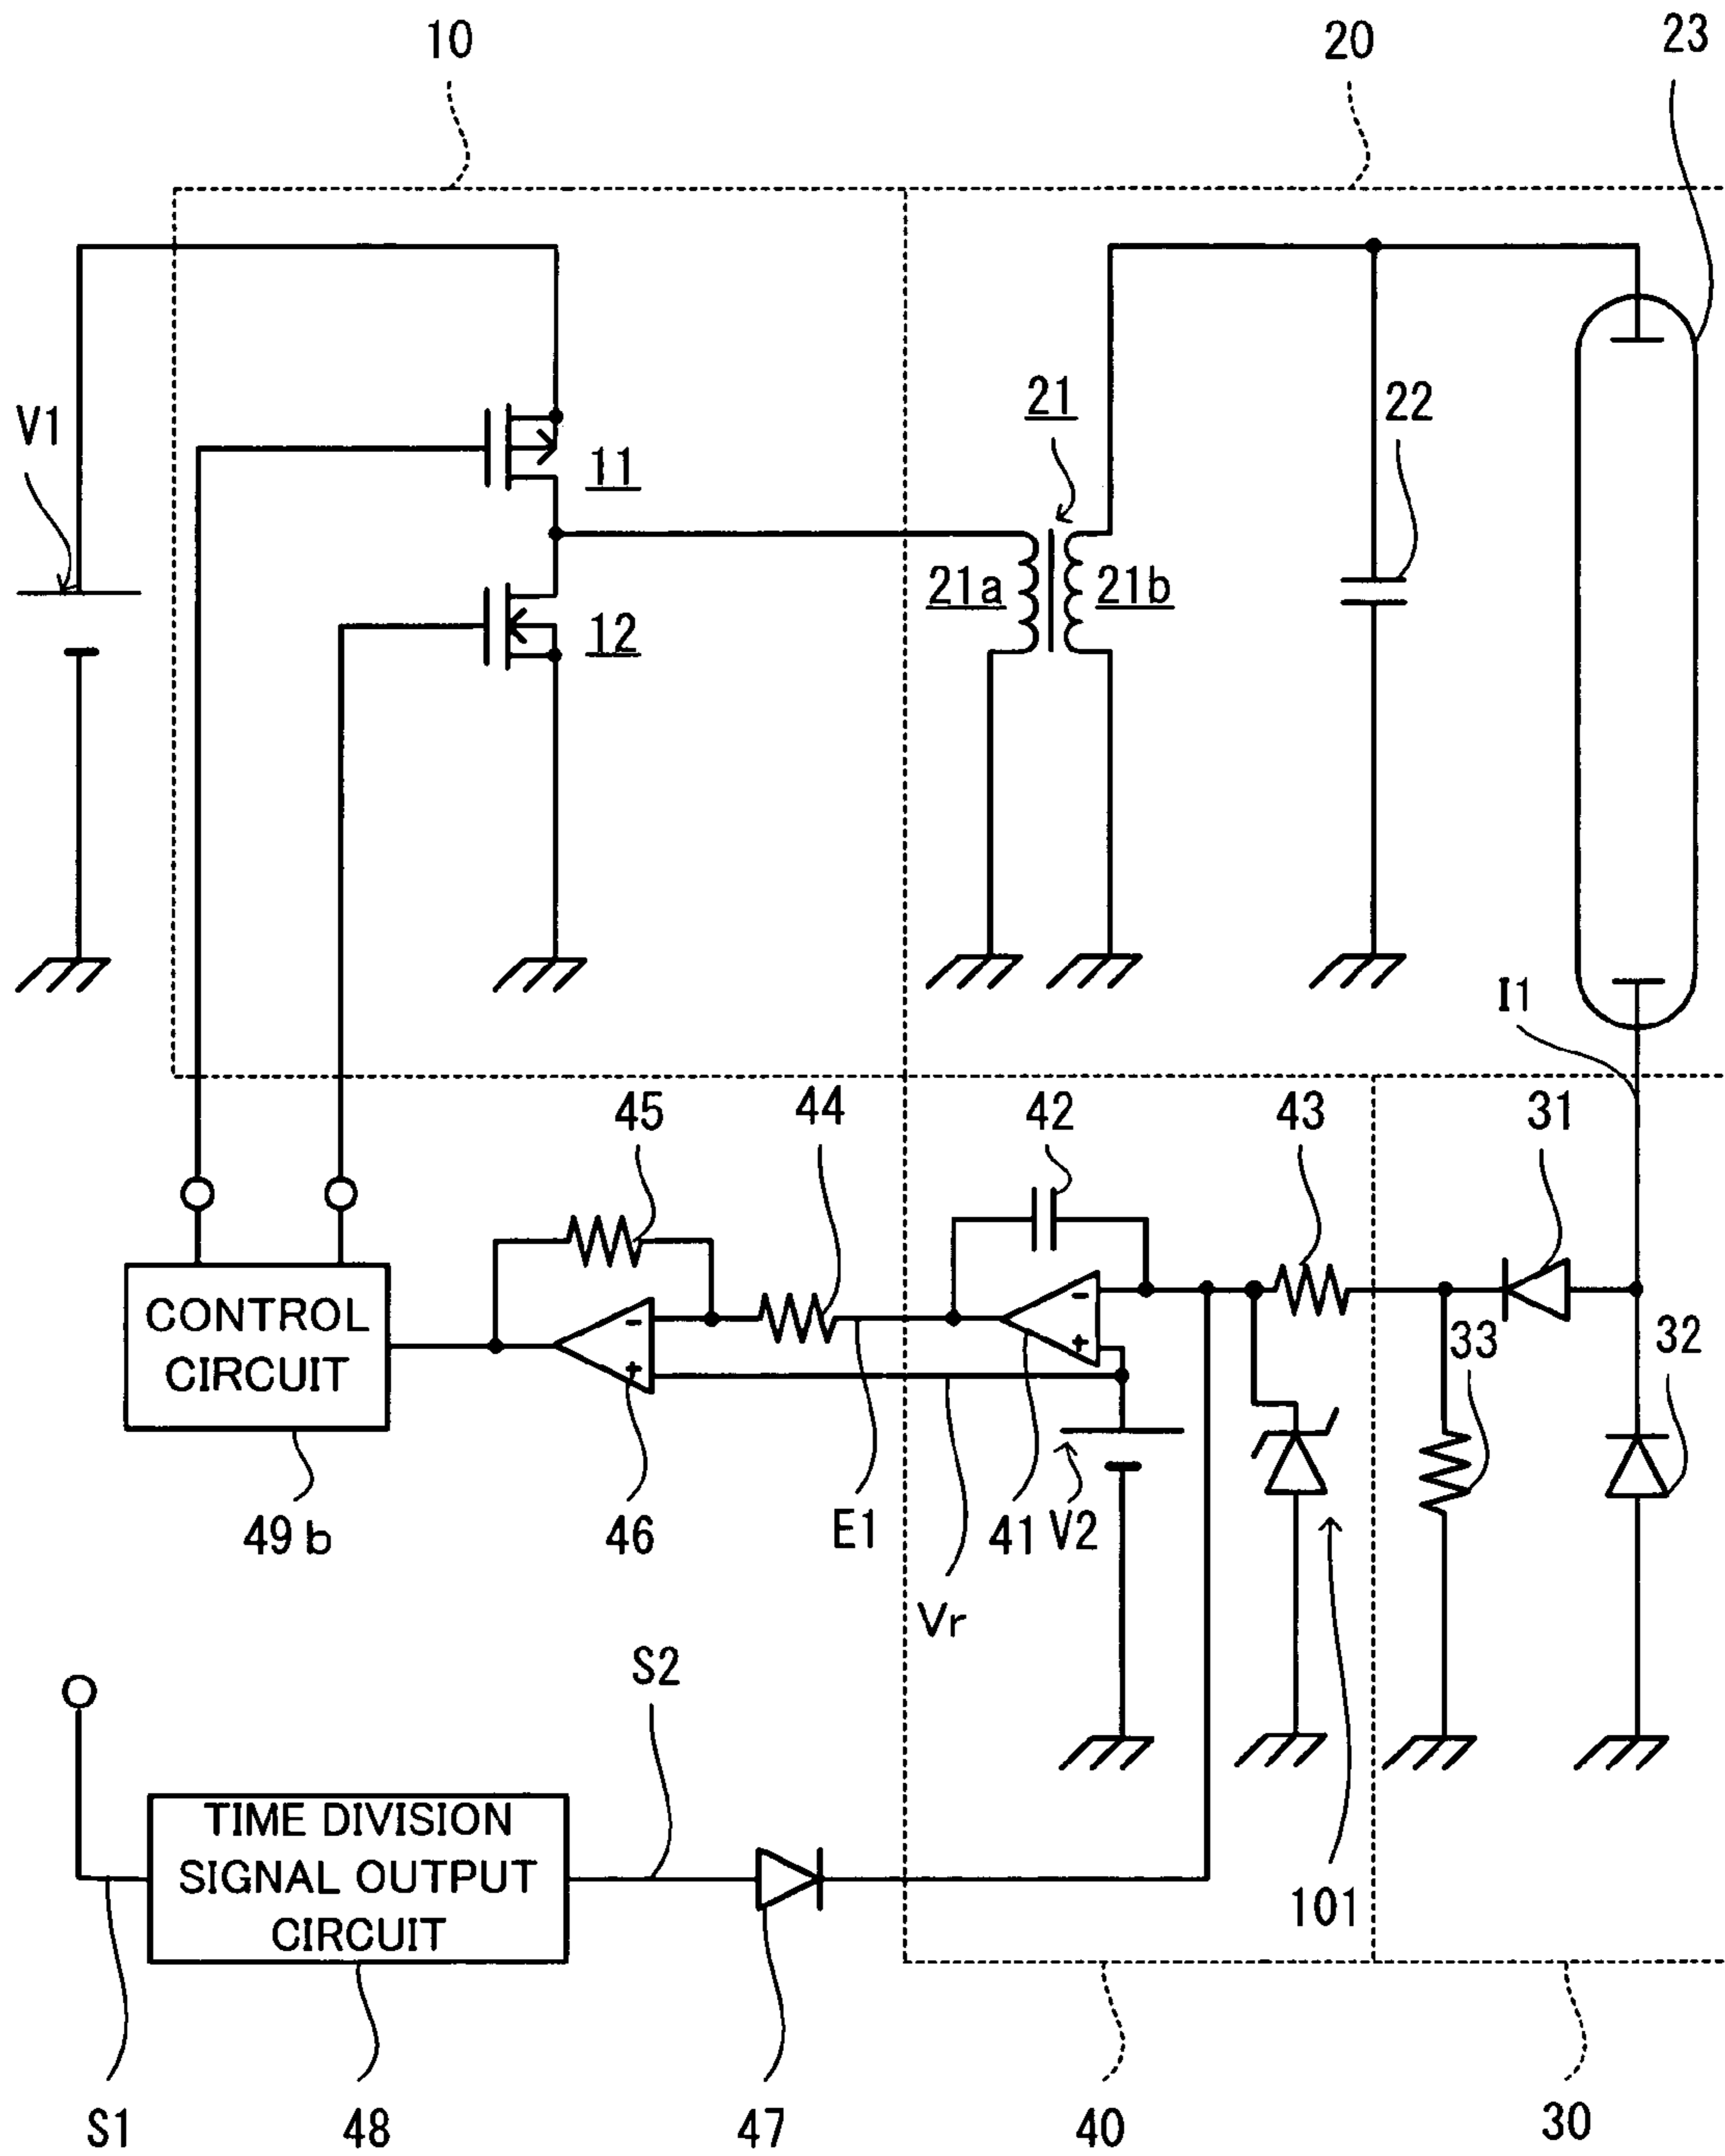 10
20
23
V1
11
12
21
21a
21b
22
I1
45
44
42
43
31
CONTROL
CIRCUIT
33
32
49b
46
E1
41
V2
Vr
S2
TIME DIVISION
SIGNAL OUTPUT
CIRCUIT
101
S1
48
47
40
30